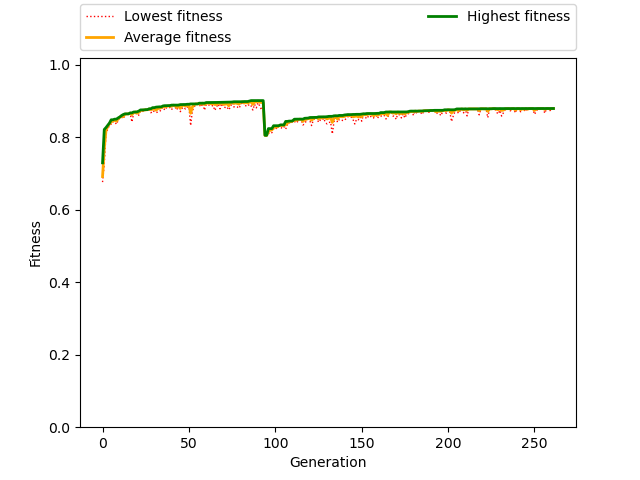 Lowest fitness
Average fitness
Highest fitness
1.0
0.8
0.6
0.4
0.2
0.0
Fitness
0 50 100 150 200 250
Generation